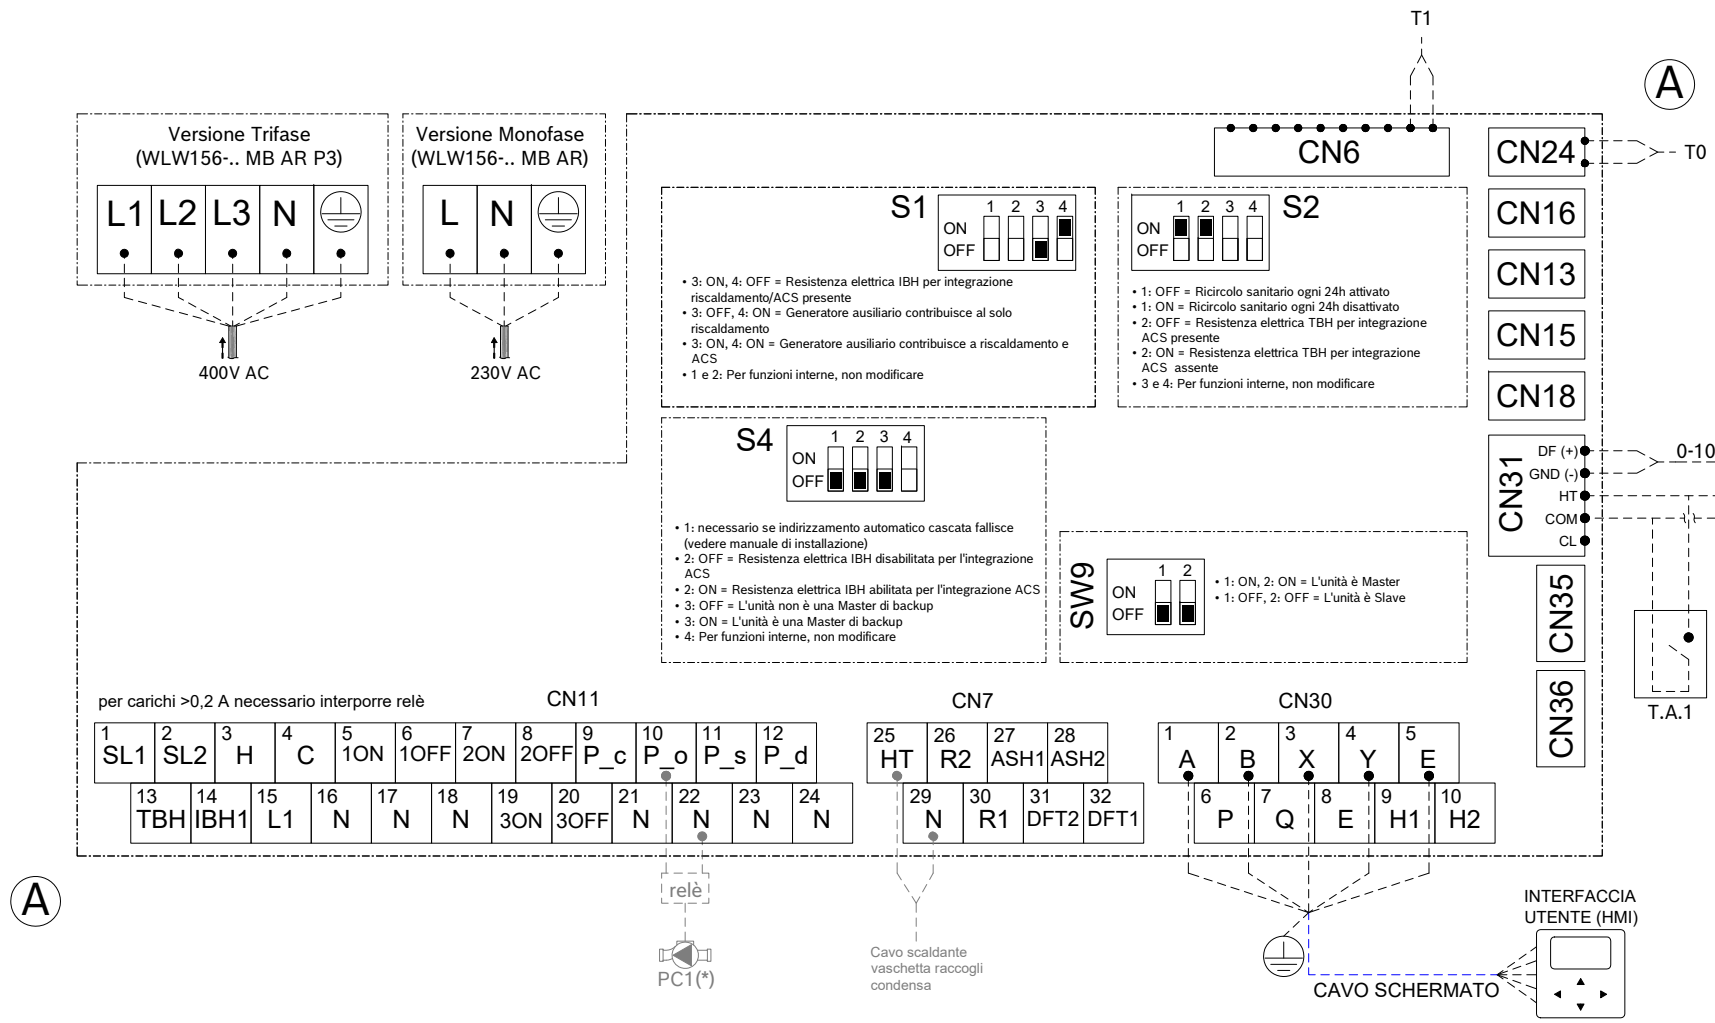 T1
A
Versione Trifase
(WLW156-.. MB AR P3)
L1 L2 L3 N
400V AC
Versione Monofase
(WLW156-.. MB AR)
L N
230V AC
CN6
CN24
T0
CN16
CN13
CN15
CN18
S1
1 2 3 4
ON
OFF
• 3: ON, 4: OFF = Resistenza elettrica IBH per integrazione
riscaldamento/ACS presente
• 3: OFF, 4: ON = Generatore ausiliario contribuisce al solo
riscaldamento
• 3: ON, 4: ON = Generatore ausiliario contribuisce a riscaldamento e
ACS
• 1 e 2: Per funzioni interne, non modificare
S2
1 2 3 4
ON
OFF
• 1: OFF = Ricircolo sanitario ogni 24h attivato
• 1: ON = Ricircolo sanitario ogni 24h disattivato
• 2: OFF = Resistenza elettrica TBH per integrazione
ACS presente
• 2: ON = Resistenza elettrica TBH per integrazione
ACS assente
• 3 e 4: Per funzioni interne, non modificare
S4
1 2 3 4
ON
OFF
• 1: necessario se indirizzamento automatico cascata fallisce
(vedere manuale di installazione)
• 2: OFF = Resistenza elettrica IBH disabilitata per l'integrazione
ACS
• 2: ON = Resistenza elettrica IBH abilitata per l'integrazione ACS
• 3: OFF = L'unità non è una Master di backup
• 3: ON = L'unità è una Master di backup
• 4: Per funzioni interne, non modificare
SW9
1 2
ON
OFF
• 1: ON, 2: ON = L'unità è Master
• 1: OFF, 2: OFF = L'unità è Slave
CN31
DF (+)
GND (-)
HT
COM
CL
0-10
CN35
CN36
T.A.1
per carichi >0,2 A necessario interporre relè
CN11
1 2 3 4 5 6 7 8 9 10 11 12
SL1 SL2 H C 1ON 1OFF 2ON 2OFF P_c P_o P_s P_d
13 14 15 16 17 18 19 20 21 22 23 24
TBH IBH1 L1 N N N 3ON 3OFF N N N N
CN7
25 26 27 28
HT R2 ASH1 ASH2
29 30 31 32
N R1 DFT2 DFT1
CN30
1 2 3 4 5
A B X Y E
6 7 8 9 10
P Q E H1 H2
A
relè
PC1(*)
Cavo scaldante
vaschetta raccogli
condensa
CAVO SCHERMATO
INTERFACCIA
UTENTE (HMI)